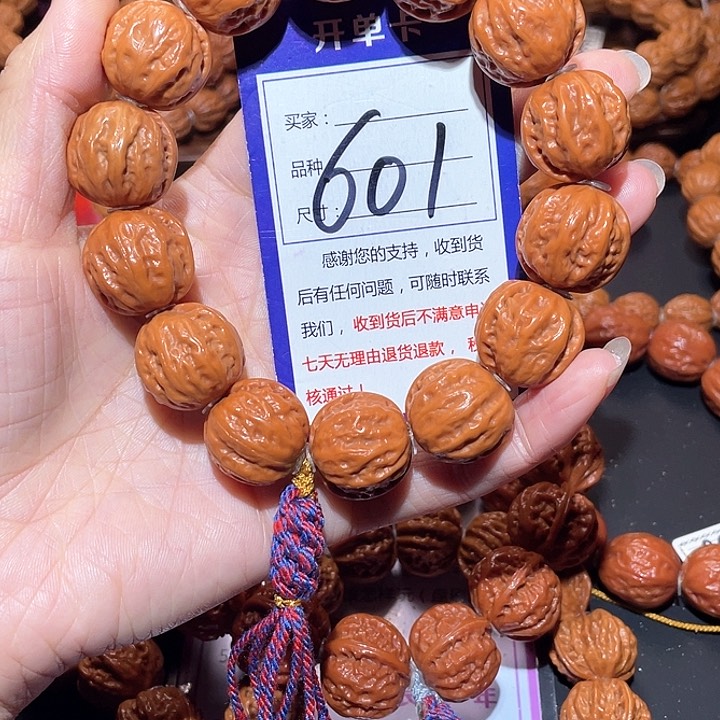 开单卡
买家：
品种
601
尺寸：
感谢您的支持，收到货
后有任何问题，可随时联系
我们，收到货后不满意申
七天无理由退货退款，
核通过！